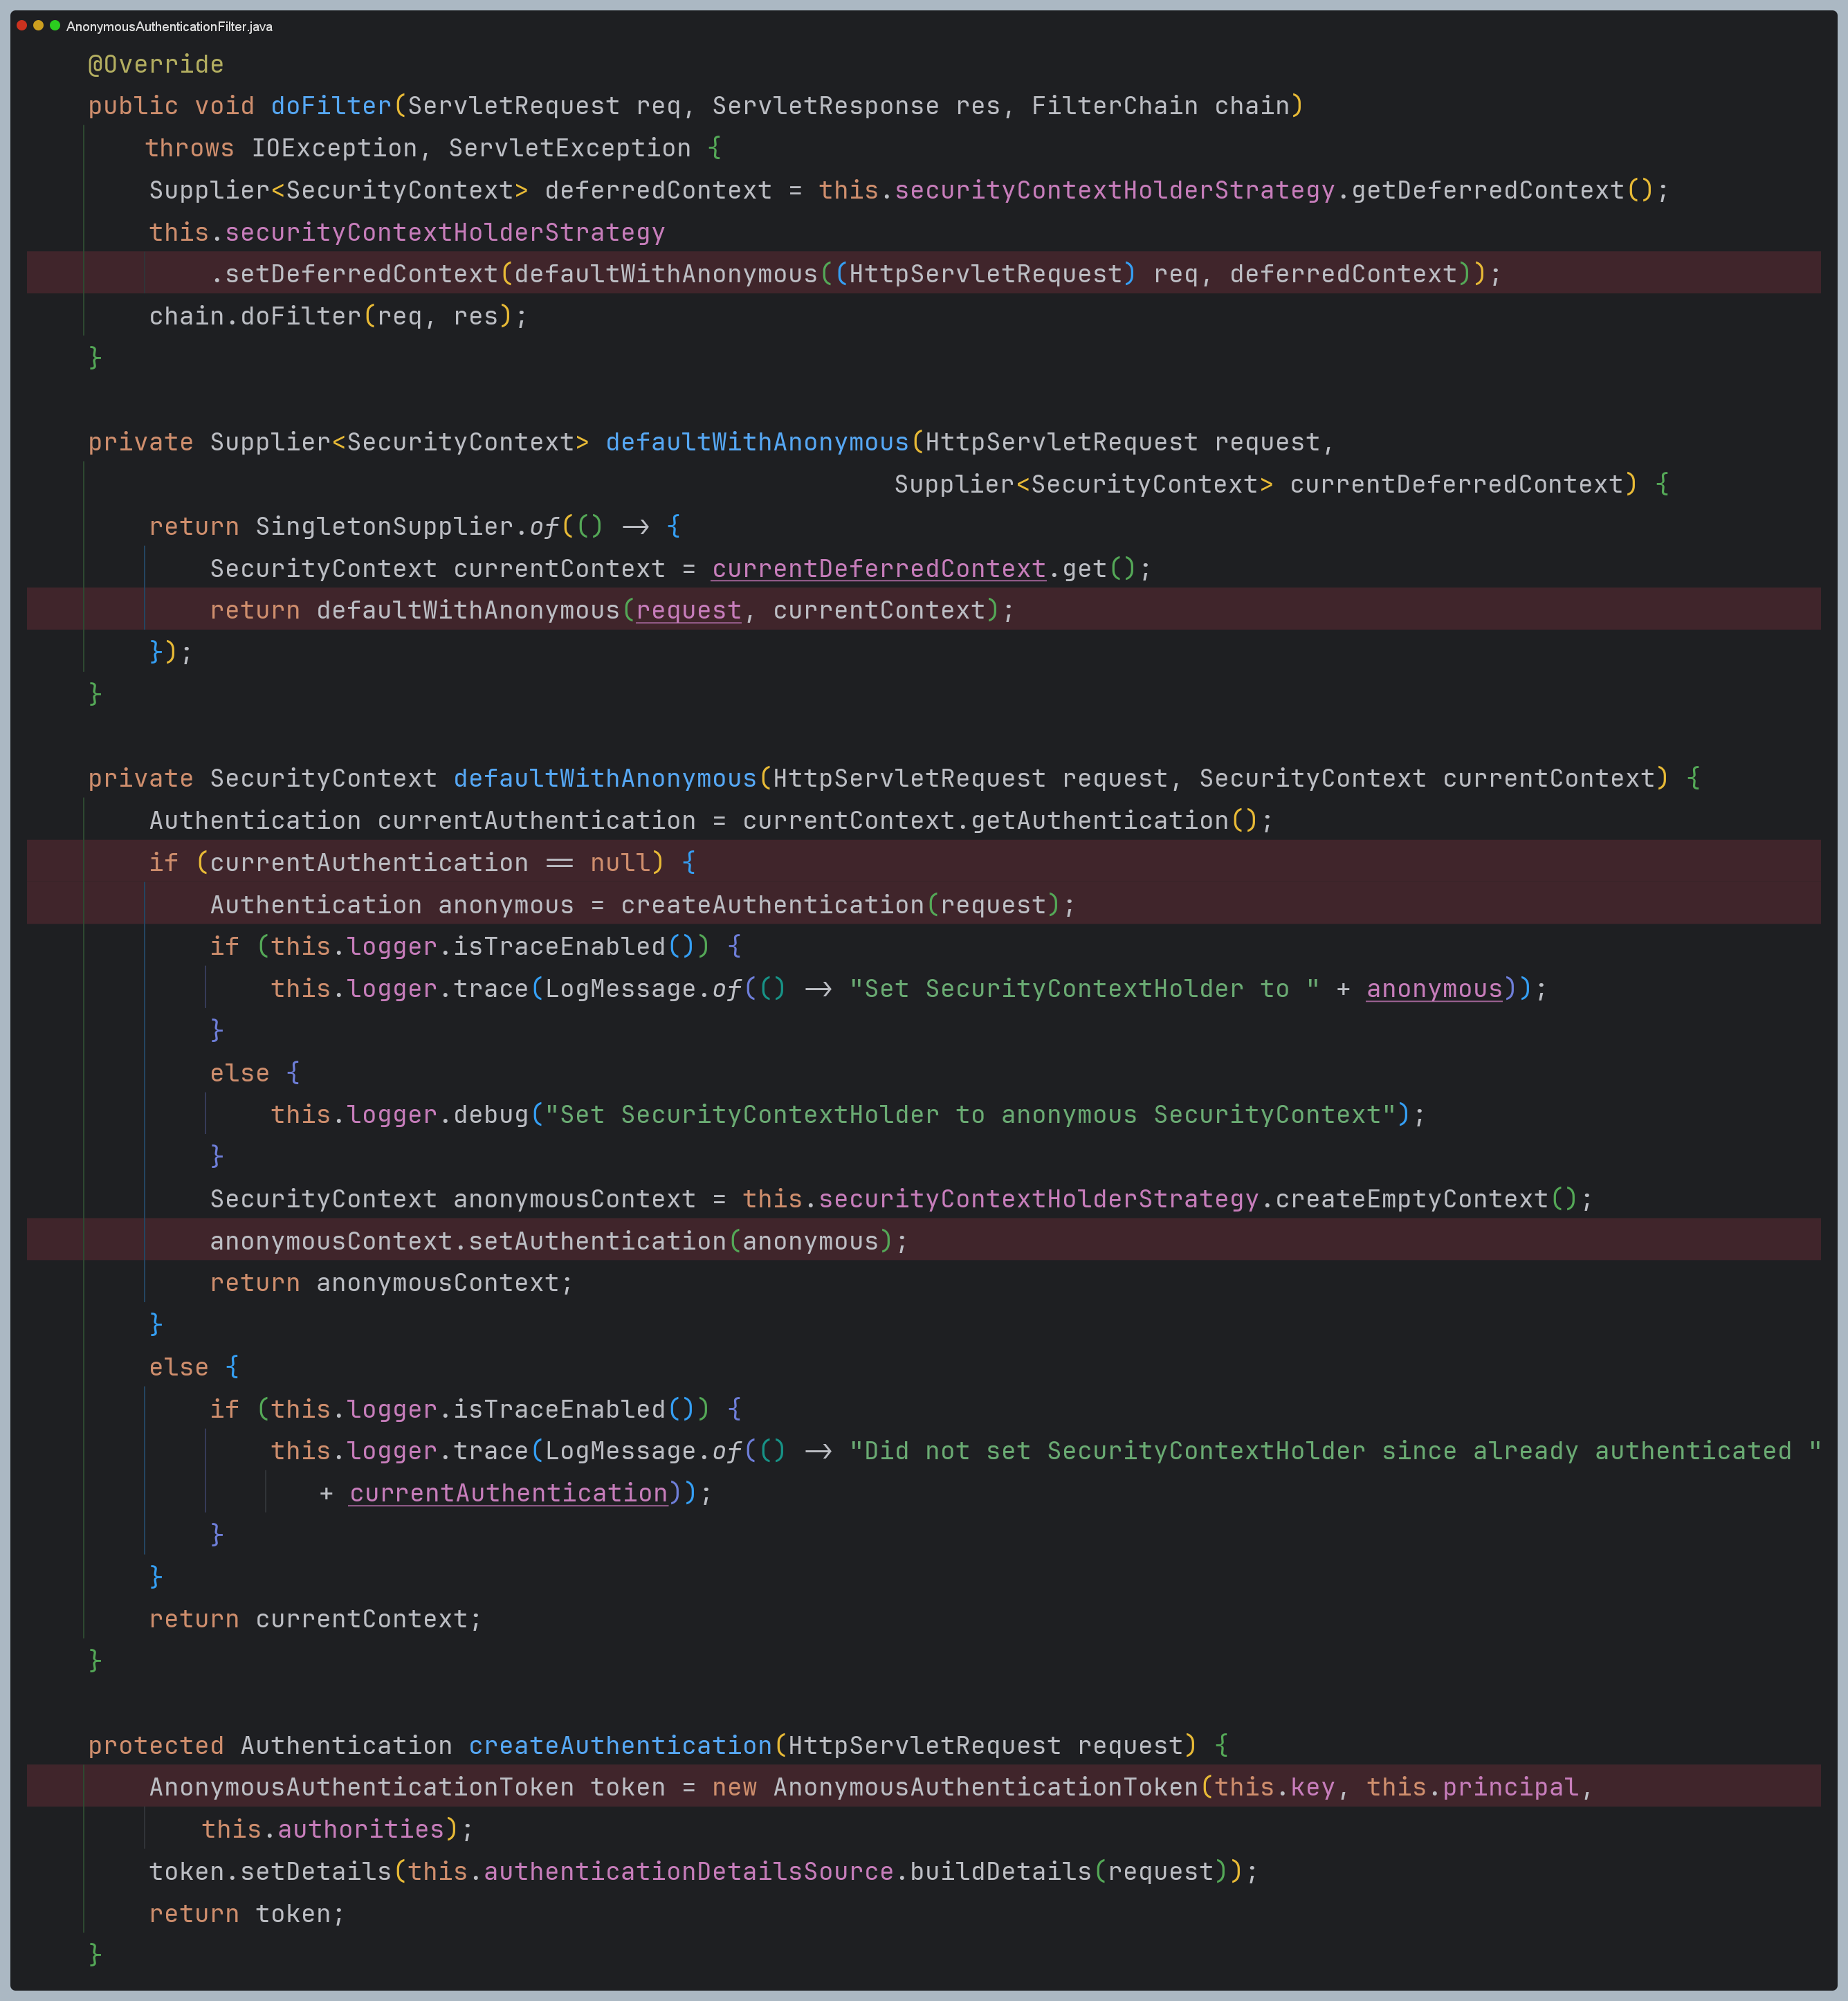 AnonymousAuthenticationFilter.java
@Override
public void doFilter(ServletRequest req, ServletResponse res, FilterChain chain)
throws IOException, ServletException {
Supplier<SecurityContext> deferredContext = this.securityContextHolderStrategy.getDeferredContext();
this.securityContextHolderStrategy
.setDeferredContext(defaultWithAnonymous((HttpServletRequest) req, deferredContext));
chain.doFilter(req, res);
}
private Supplier<SecurityContext> defaultWithAnonymous(HttpServletRequest request,
Supplier<SecurityContext> currentDeferredContext) {
return SingletonSupplier.of(() -> {
SecurityContext currentContext = currentDeferredContext.get();
return defaultWithAnonymous(request, currentContext);
});
}
private SecurityContext defaultWithAnonymous(HttpServletRequest request, SecurityContext currentContext) {
Authentication currentAuthentication = currentContext.getAuthentication();
if (currentAuthentication == null) {
Authentication anonymous = createAuthentication(request);
if (this.logger.isTraceEnabled()) {
this.logger.trace(LogMessage.of(() -> "Set SecurityContextHolder to " + anonymous));
}
else {
this.logger.debug("Set SecurityContextHolder to anonymous SecurityContext");
}
SecurityContext anonymousContext = this.securityContextHolderStrategy.createEmptyContext();
anonymousContext.setAuthentication(anonymous);
return anonymousContext;
}
else {
if (this.logger.isTraceEnabled()) {
this.logger.trace(LogMessage.of(() -> "Did not set SecurityContextHolder since already authenticated "
+ currentAuthentication));
}
}
return currentContext;
}
protected Authentication createAuthentication(HttpServletRequest request) {
AnonymousAuthenticationToken token = new AnonymousAuthenticationToken(this.key, this.principal,
this.authorities);
token.setDetails(this.authenticationDetailsSource.buildDetails(request));
return token;
}